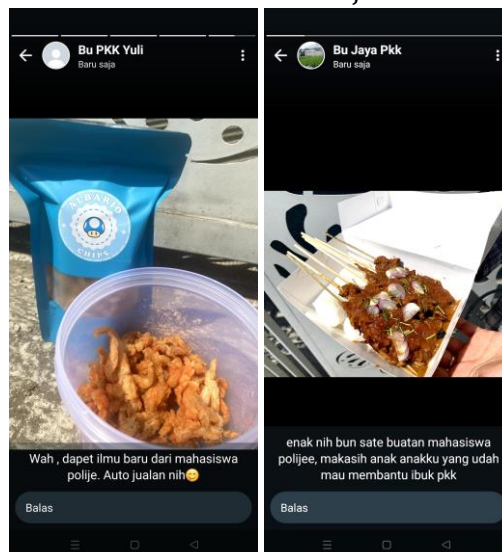 Bu PKK Yuli
Baru saja
ALBARIO
CHIPS
Wah , dapet ilmu baru dari mahasiswa
polije. Auto jualan nih😋
Balas
Bu Jaya Pkk
Baru saja
enak nih bun sate buatan mahasiswa
polijee, makasih anak anakku yang udah
mau membantu ibuk pkk
Balas